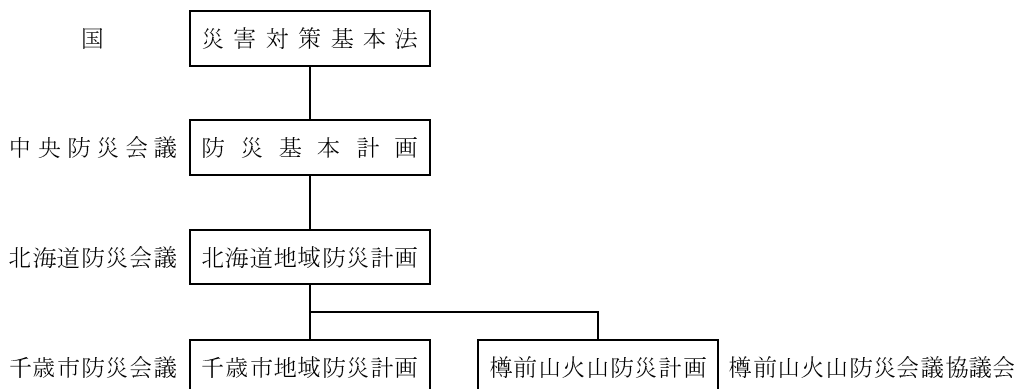 国 災害対策基本法
中央防災会議 防災基本計画
北海道防災会議 北海道地域防災計画
千歳市防災会議 千歳市地域防災計画 樽前山火山防災計画 樽前山火山防災会議協議会